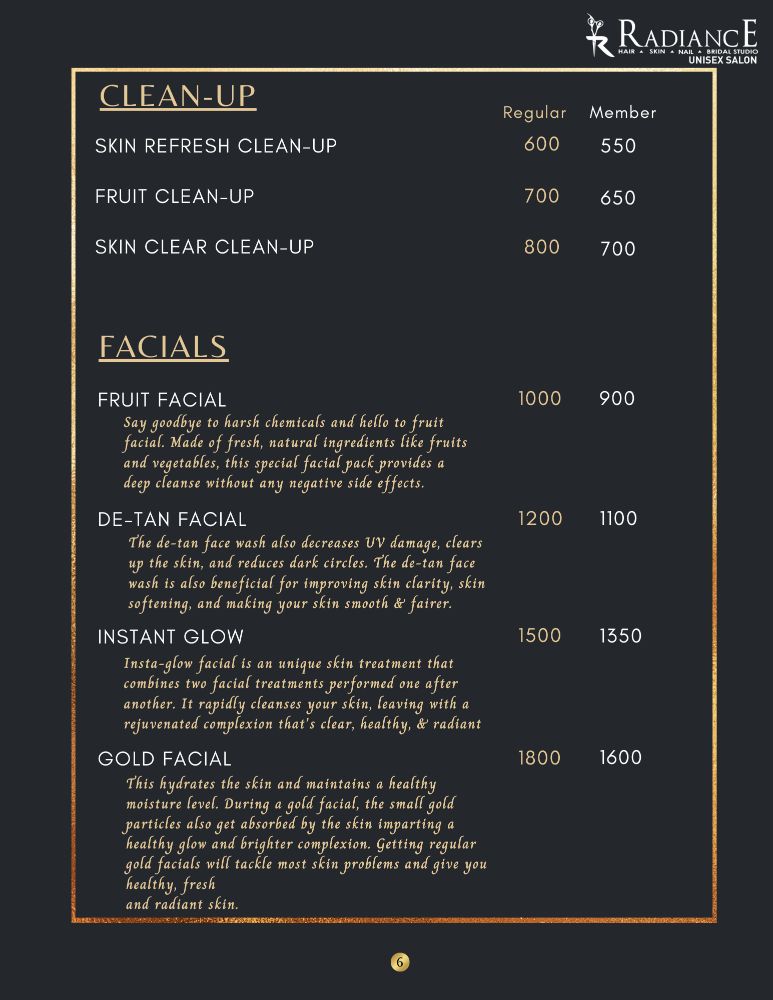 RADIANCE
HAIR ▲ SKIN ▲ NAIL ▲ BRIDAL STUDIO
UNISEX SALON
CLEAN-UP
Regular Member
SKIN REFRESH CLEAN-UP 600 550
FRUIT CLEAN-UP 700 650
SKIN CLEAR CLEAN-UP 800 700
FACIALS
FRUIT FACIAL 1000 900
Say goodbye to harsh chemicals and hello to fruit
facial. Made of fresh, natural ingredients like fruits
and vegetables, this special facial pack provides a
deep cleanse without any negative side effects.
DE-TAN FACIAL 1200 1100
The de-tan face wash also decreases UV damage, clears
up the skin, and reduces dark circles. The de-tan face
wash is also beneficial for improving skin clarity, skin
softening, and making your skin smooth & fairer.
INSTANT GLOW 1500 1350
Insta-glow facial is an unique skin treatment that
combines two facial treatments performed one after
another. It rapidly cleanses your skin, leaving with a
rejuvenated complexion that's clear, healthy, & radiant
GOLD FACIAL 1800 1600
This hydrates the skin and maintains a healthy
moisture level. During a gold facial, the small gold
particles also get absorbed by the skin imparting a
healthy glow and brighter complexion. Getting regular
gold facials will tackle most skin problems and give you
healthy, fresh
and radiant skin.
6